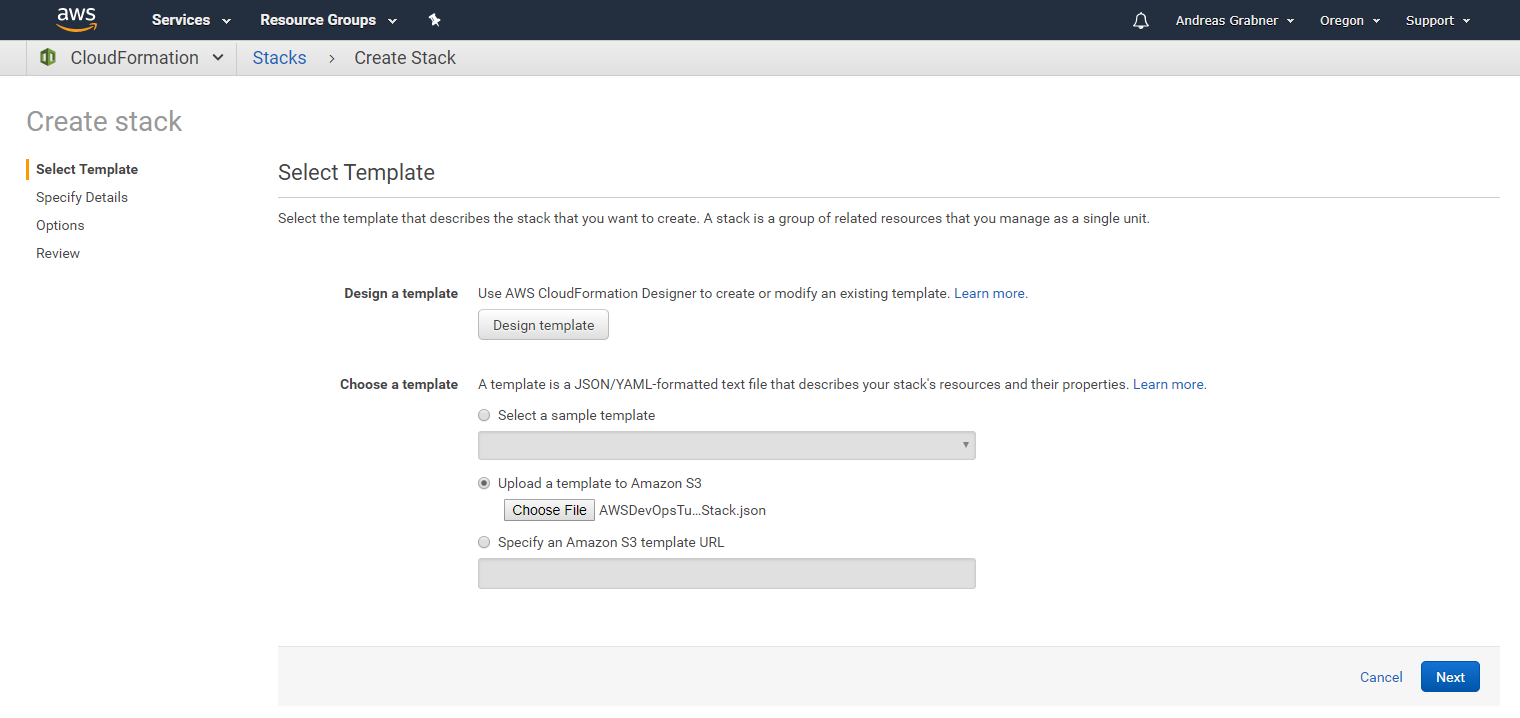 aws Services Resource Groups Andreas Grabner Oregon Support
CloudFormation Stacks > Create Stack
Create stack
Select Template
Specify Details
Options
Review
Select Template
Select the template that describes the stack that you want to create. A stack is a group of related resources that you manage as a single unit.
Design a template Use AWS CloudFormation Designer to create or modify an existing template. Learn more.
Design template
Choose a template A template is a JSON/YAML-formatted text file that describes your stack's resources and their properties. Learn more.
Select a sample template
Upload a template to Amazon S3
Choose File AWSDevOpsTu...Stack.json
Specify an Amazon S3 template URL
Cancel Next